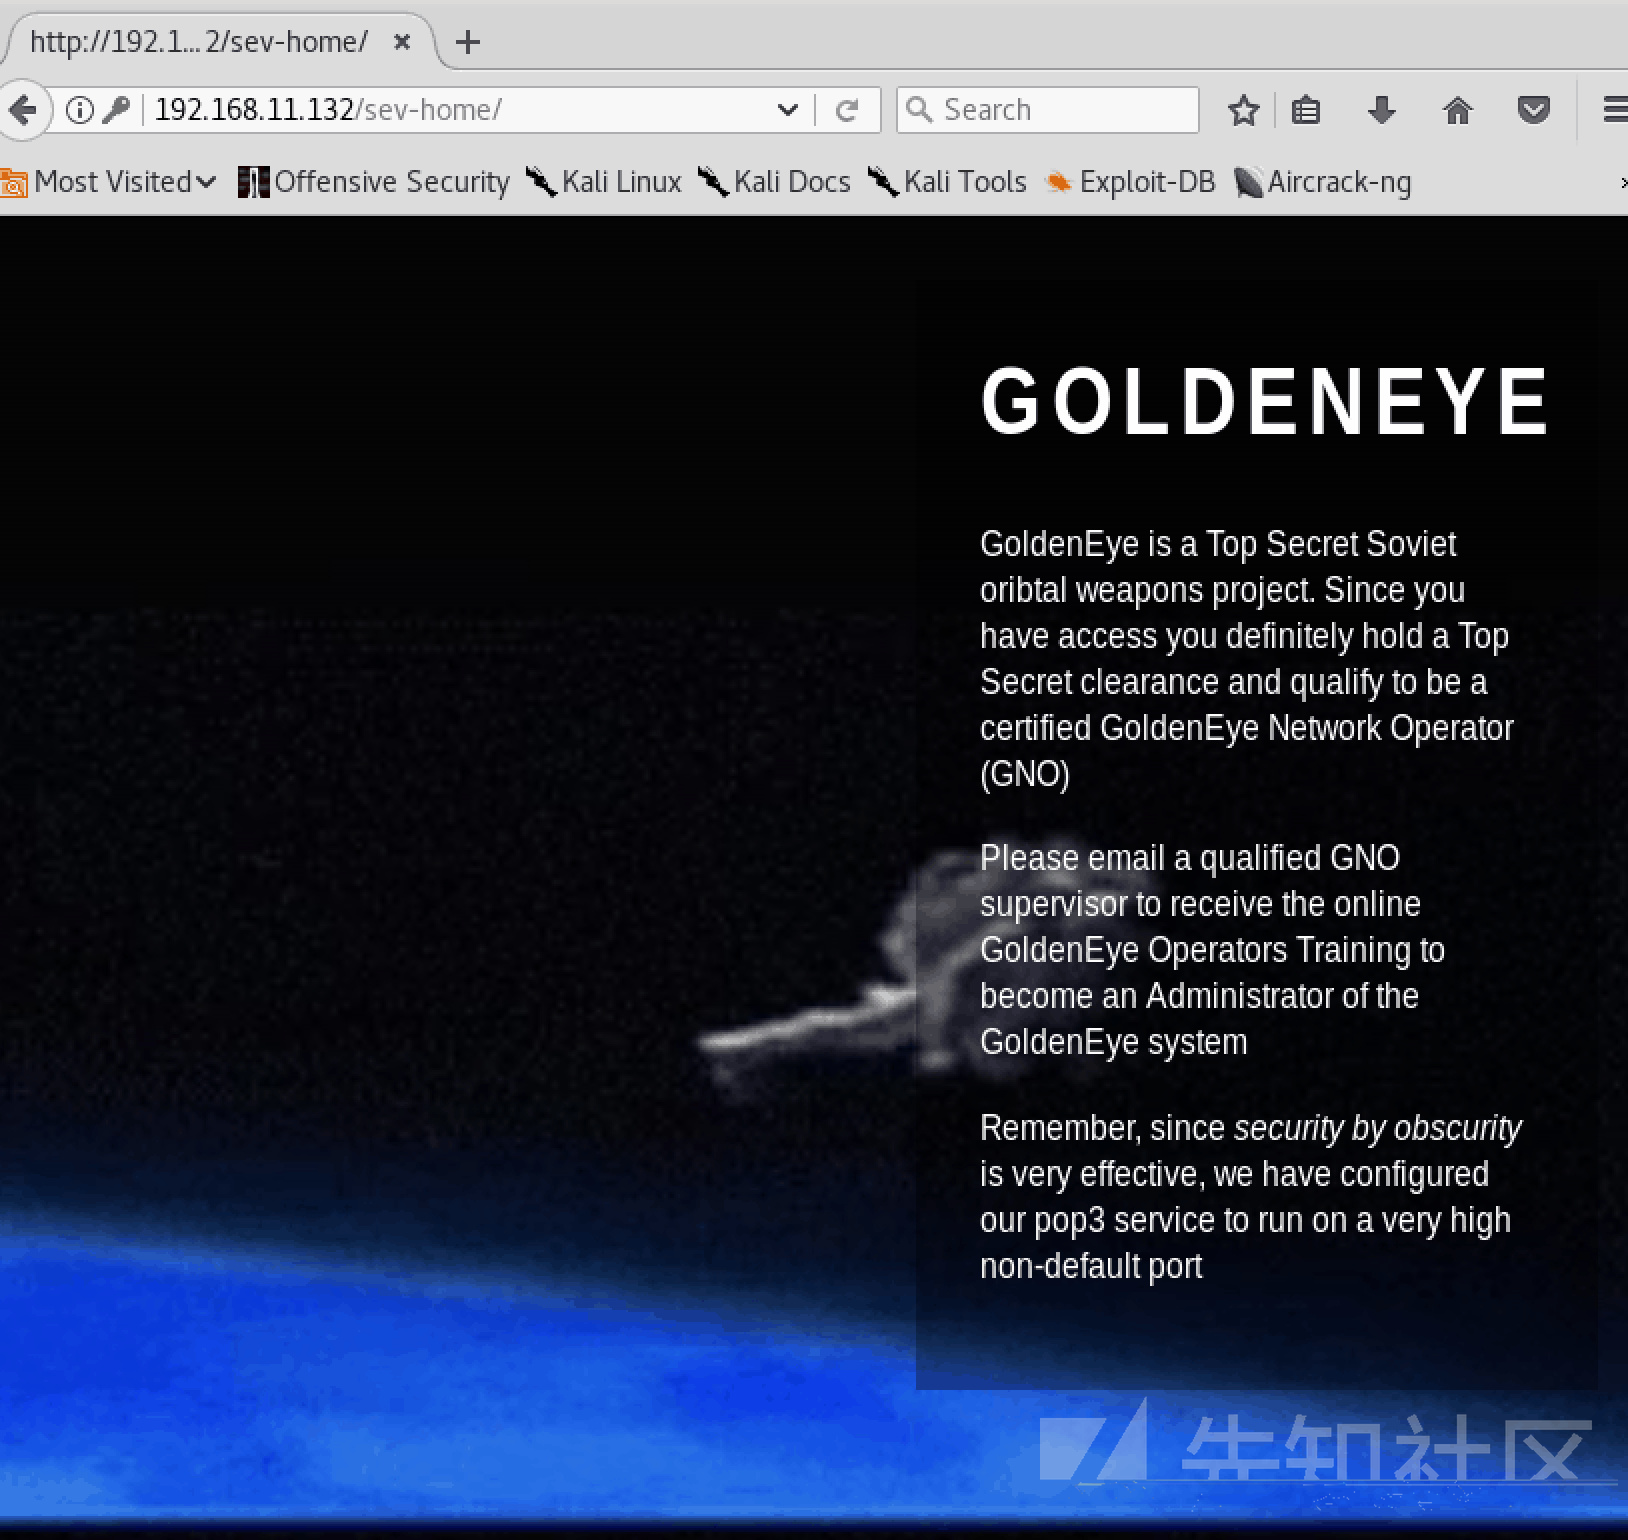 http://192.1... 2/sev-home/
192.168.11.132/sev-home/
Search
Most Visited
Offensive Security
Kali Linux
Kali Docs
Kali Tools
Exploit-DB
Aircrack-ng
GOLDENEYE
GoldenEye is a Top Secret Soviet
oribtal weapons project. Since you
have access you definitely hold a Top
Secret clearance and qualify to be a
certified GoldenEye Network Operator
(GNO)
Please email a qualified GNO
supervisor to receive the online
GoldenEye Operators Training to
become an Administrator of the
GoldenEye system
Remember, since security by obscurity
is very effective, we have configured
our pop3 service to run on a very high
non-default port
先知社区